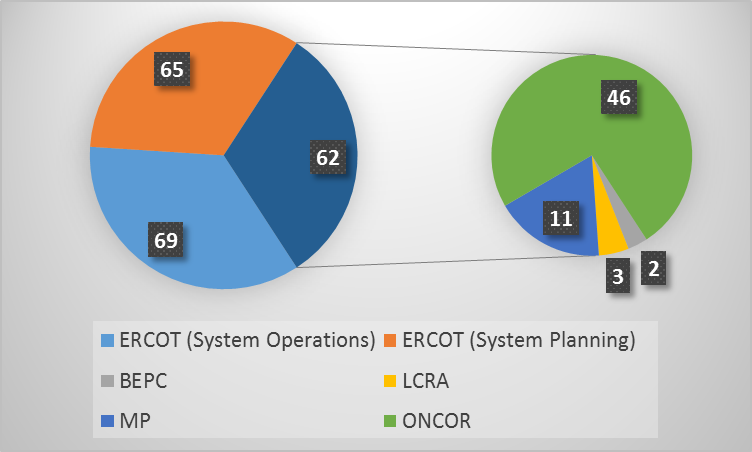 65
46
62
11
69
3
2
ERCOT (System Operations)
ERCOT (System Planning)
BEPC
LCRA
MP
ONCOR